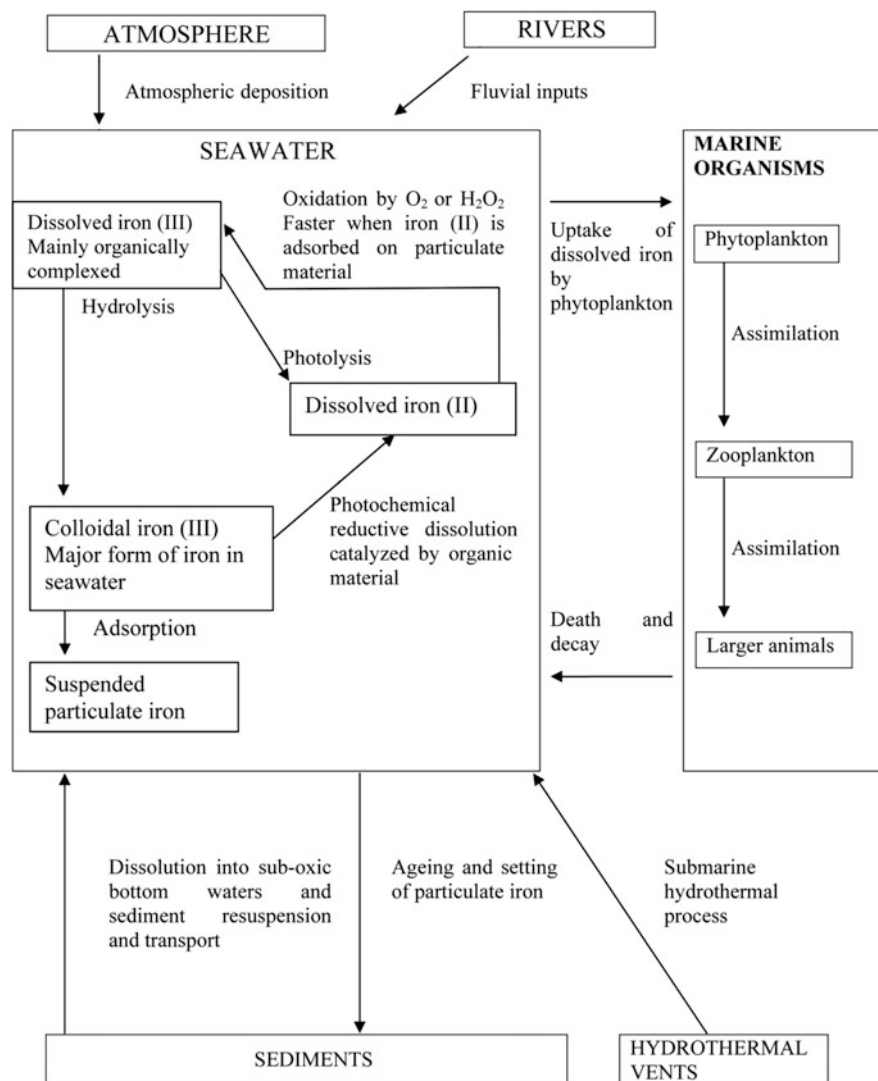 ATMOSPHERE
RIVERS
Atmospheric deposition
Fluvial inputs
SEAWATER
Oxidation by O₂ or H₂O₂
Faster when iron (II) is
adsorbed on particulate
material
Dissolved iron (III)
Mainly organically
complexed
Hydrolysis
Photolysis
Dissolved iron (II)
Colloidal iron (III)
Major form of iron in
seawater
Photochemical
reductive dissolution
catalyzed by organic
material
Adsorption
Suspended
particulate iron
Uptake of
dissolved iron
by
phytoplankton
Death and
decay
MARINE
ORGANISMS
Phytoplankton
Assimilation
Zooplankton
Assimilation
Larger animals
Dissolution into sub-oxic
bottom waters and
sediment resuspension
and transport
Ageing and setting
of particulate iron
Submarine
hydrothermal
process
SEDIMENTS
HYDROTHERMAL
VENTS